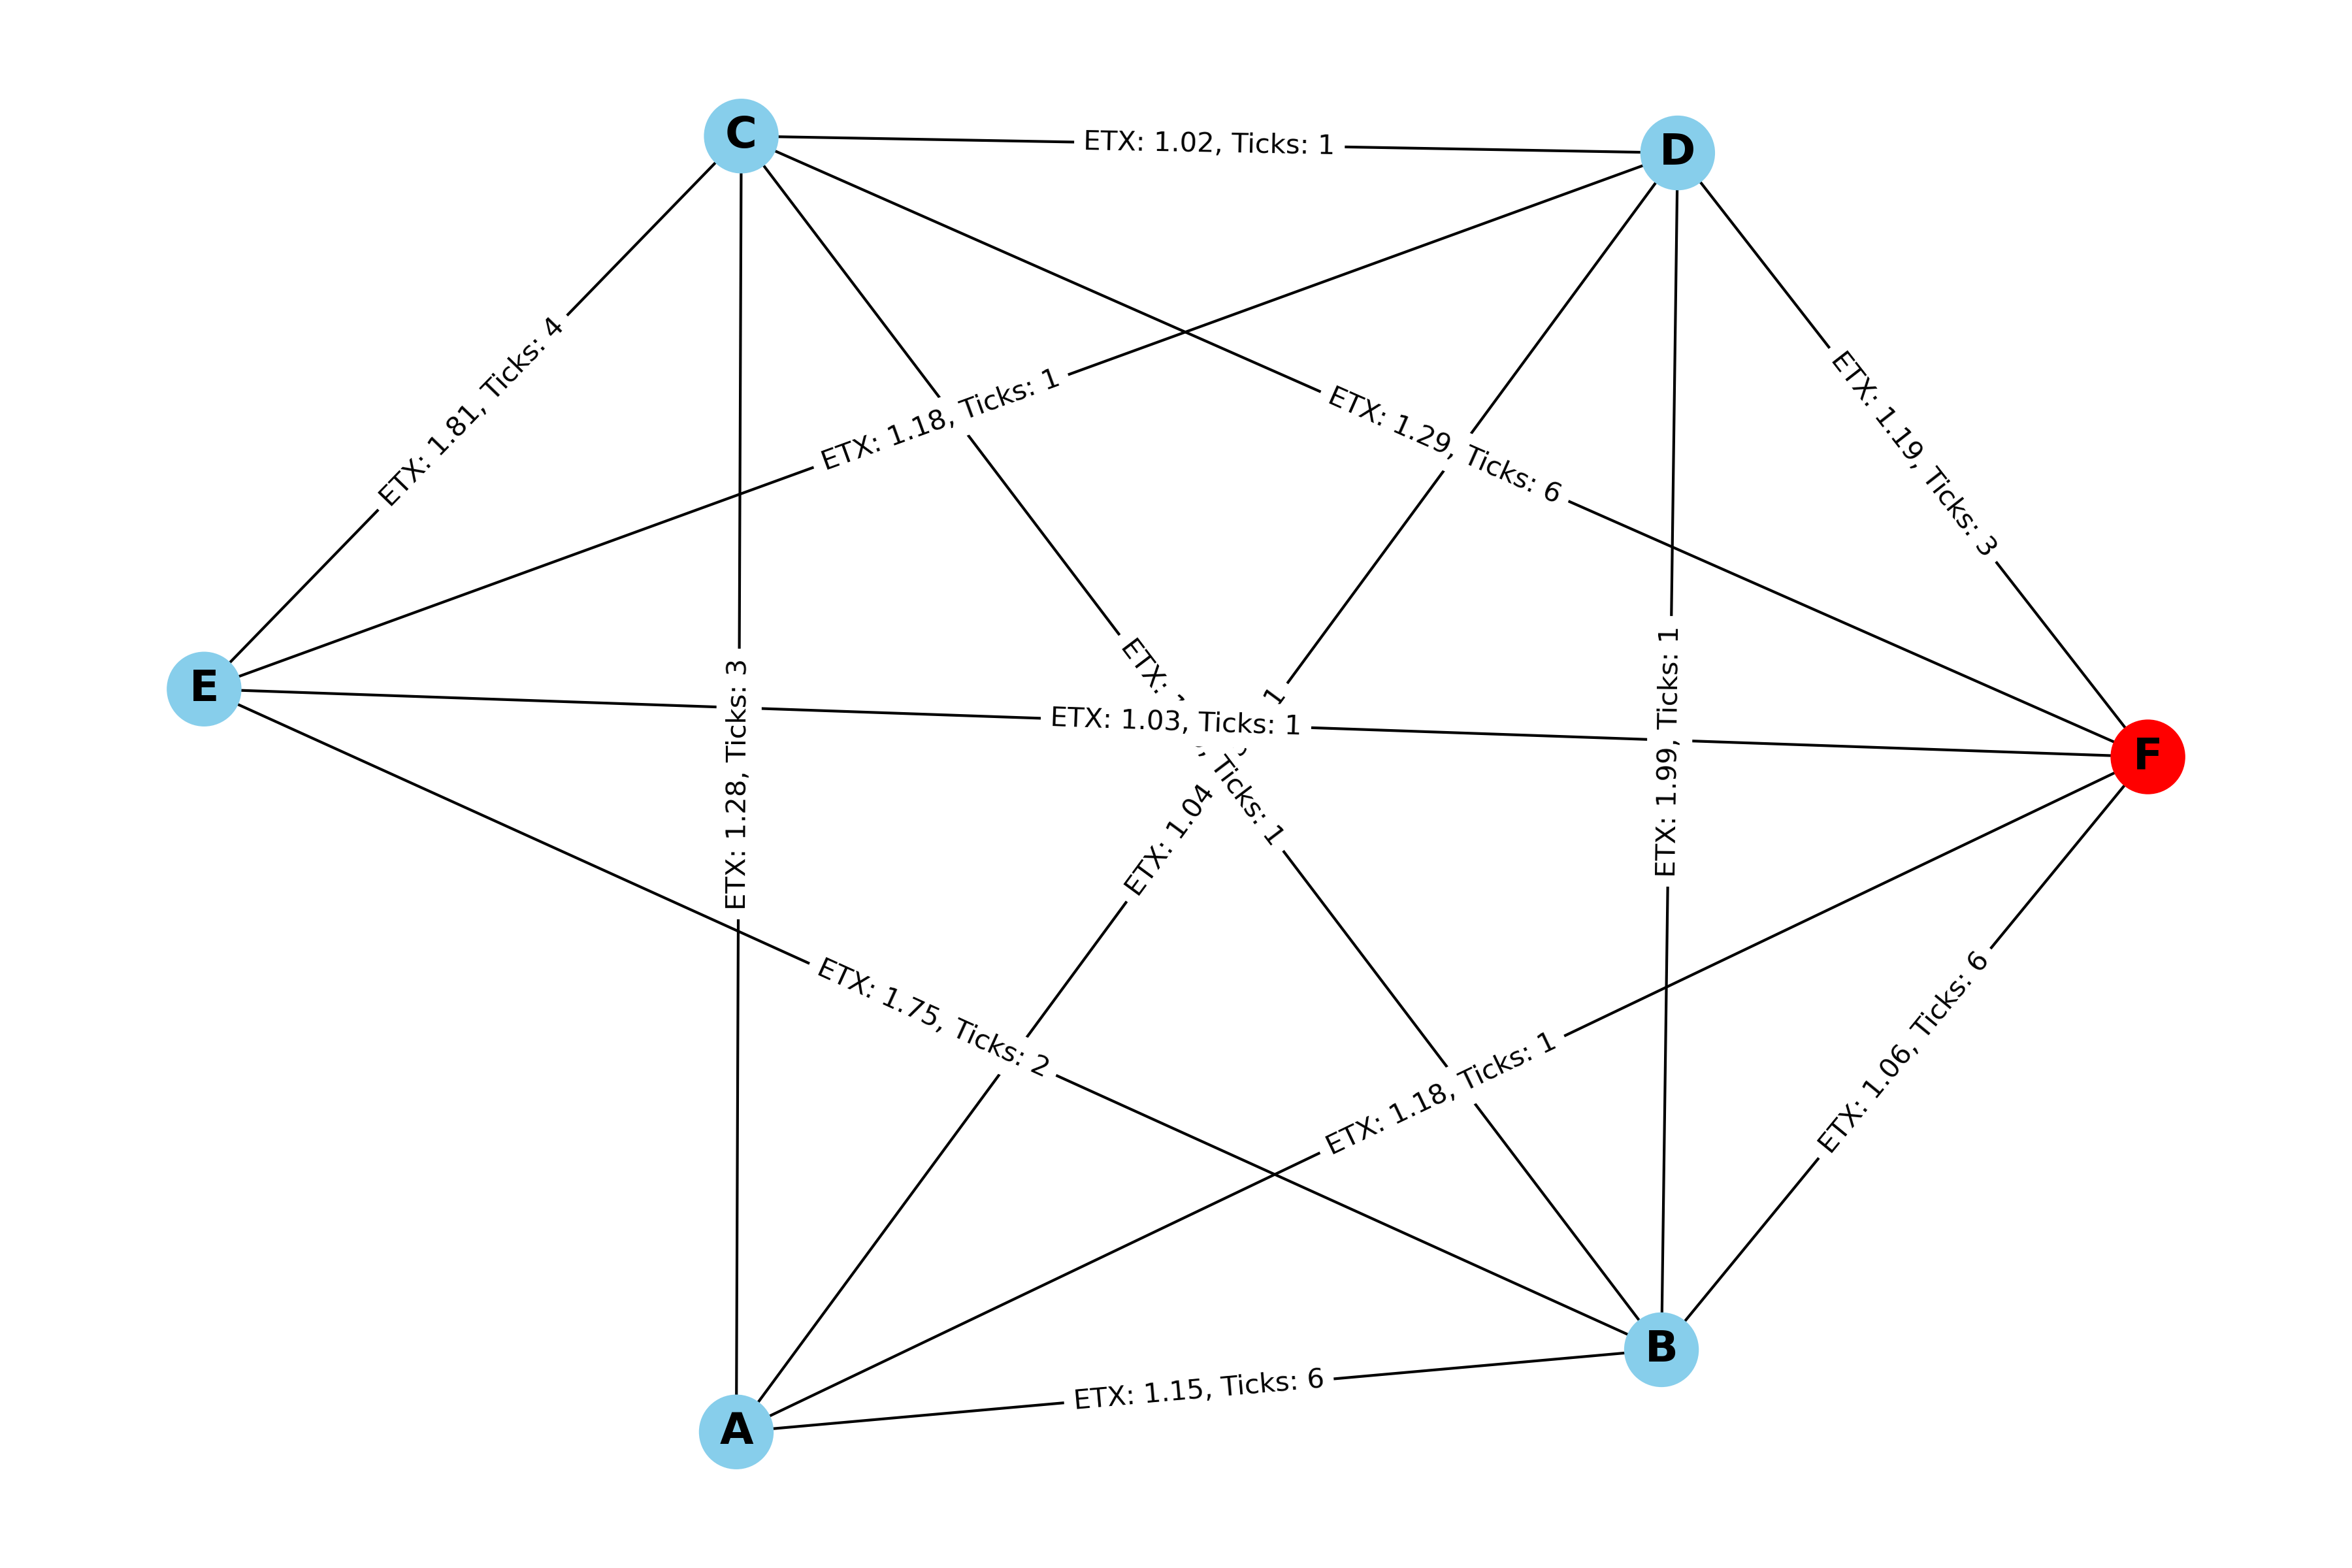 C
D
ETX: 1.02, Ticks: 1
ETX: 1.19, Ticks: 3
ETX: 1.81, Ticks: 4
ETX: 1.18, Ticks: 1
ETX: 1.29, Ticks: 6
E
ETX: 1.28, Ticks: 3
ETX: 1.03, Ticks: 1
ETX: 1.99, Ticks: 1
F
ETX: Ticks: 1
ETX: 1.04 1
ETX: 1.75, Ticks: 2
ETX: 1.18, Ticks: 1
ETX: 1.06, Ticks: 6
B
ETX: 1.15, Ticks: 6
A